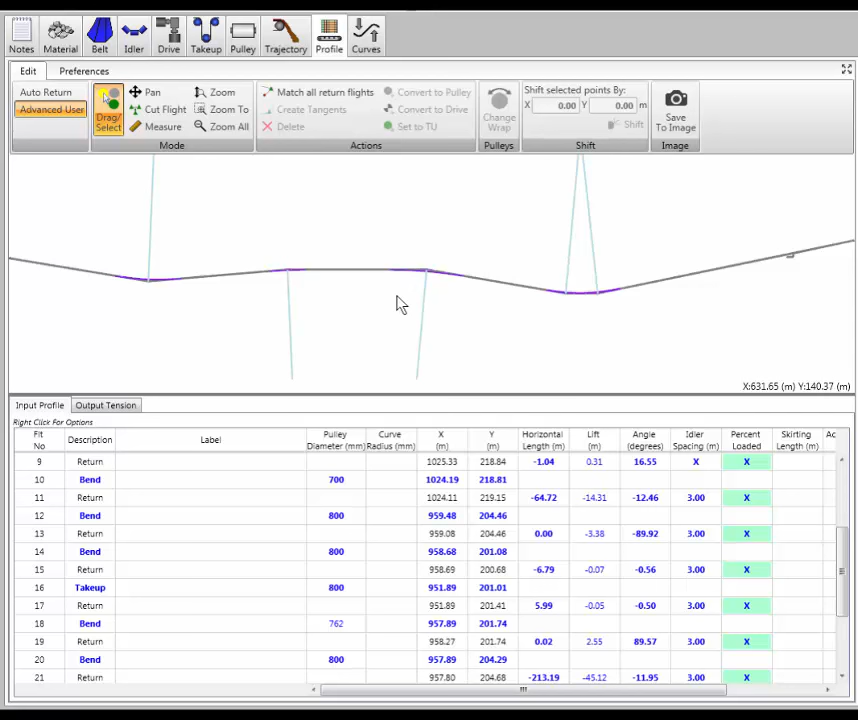 Notes Material Belt Idler Drive Takeup Pulley Trajectory Profile Curves
Edit Preferences
Auto Return
Advanced User
Drag/
Select
Pan
Cut Flight
Measure
Zoom
Zoom To
Zoom All
Mode
Match all return flights
Create Tangents
Delete
Convert to Pulley
Convert to Drive
Set to TU
Actions
Change
Wrap
Pulleys
Shift selected points By:
X 0.00 Y 0.00 m
Shift
Shift
Save
To Image
Image
X:631.65 (m) Y:140.37 (m)
Input Profile Output Tension
Right Click For Options
Flt No Description Label Pulley Diameter (mm) Curve Radius (mm) X (m) Y (m) Horizontal Length (m) Lift (m) Angle (degrees) Idler Spacing (m) Percent Loaded Skirting Length (m) Ac
9 Return 1025.33 218.84 -1.04 0.31 16.55 X X
10 Bend 700 1024.19 218.81
11 Return 1024.11 219.15 -64.72 -14.31 -12.46 3.00 X
12 Bend 800 959.48 204.46
13 Return 959.08 204.46 0.00 -3.38 -89.92 3.00 X
14 Bend 800 958.68 201.08
15 Return 958.69 200.68 -6.79 -0.07 -0.56 3.00 X
16 Takeup 800 951.89 201.01
17 Return 951.89 201.41 5.99 -0.05 -0.50 3.00 X
18 Bend 762 957.89 201.74
19 Return 958.27 201.74 0.02 2.55 89.57 3.00 X
20 Bend 800 957.89 204.29
21 Return 957.80 204.68 -213.19 -45.12 -11.95 3.00 X